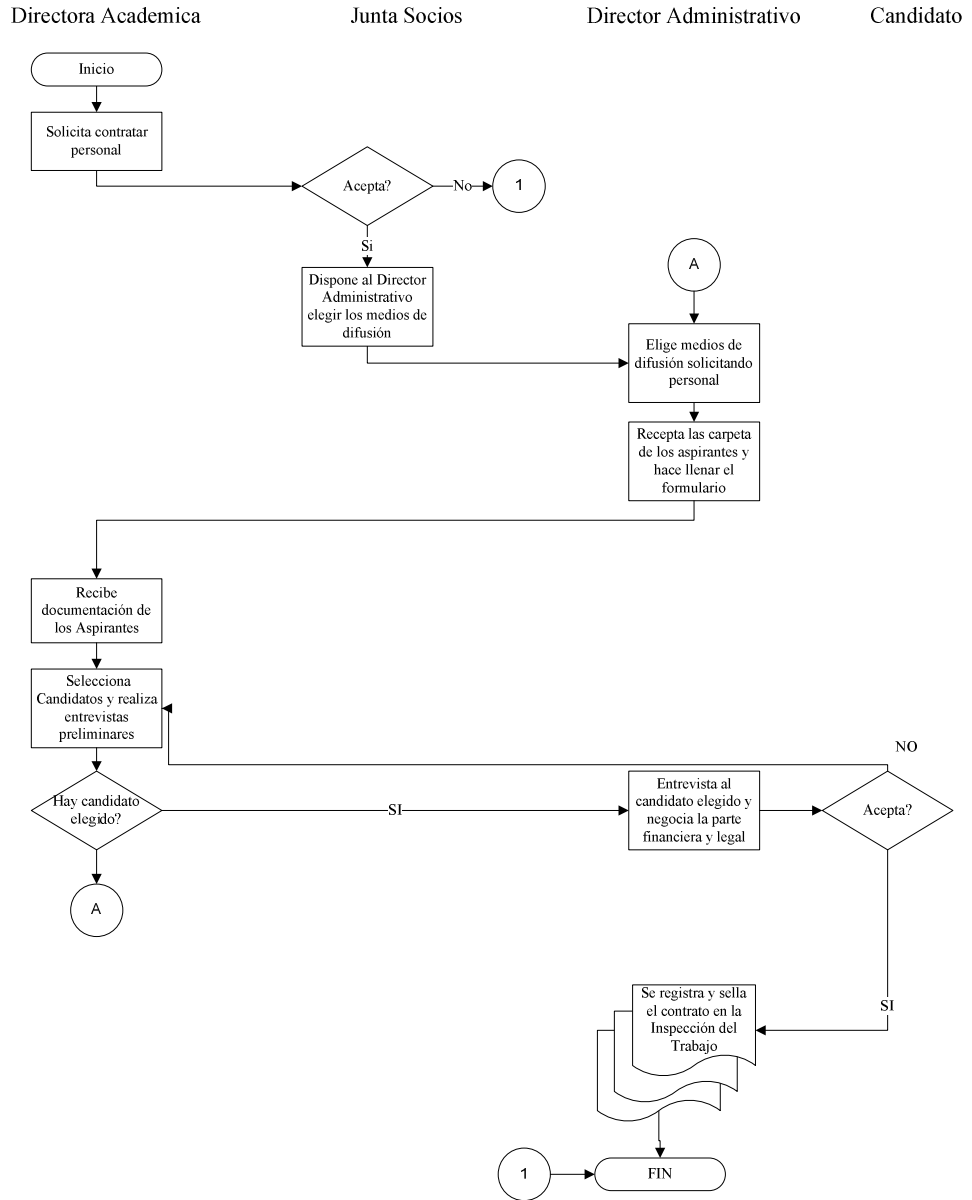 Directora Academica
Junta Socios
Director Administrativo
Candidato
Inicio
Solicita contratar
personal
Acepta?
No
1
Si
Dispone al Director
Administrativo
elegir los medios de
difusión
A
Elige medios de
difusión solicitando
personal
Recepta las carpeta
de los aspirantes y
hace llenar el
formulario
Recibe
documentación de
los Aspirantes
Selecciona
Candidatos y realiza
entrevistas
preliminares
NO
Hay candidato
elegido?
SI
Entrevista al
candidato elegido y
negocia la parte
financiera y legal
Acepta?
A
SI
Se registra y sella
el contrato en la
Inspección del
Trabajo
1
FIN